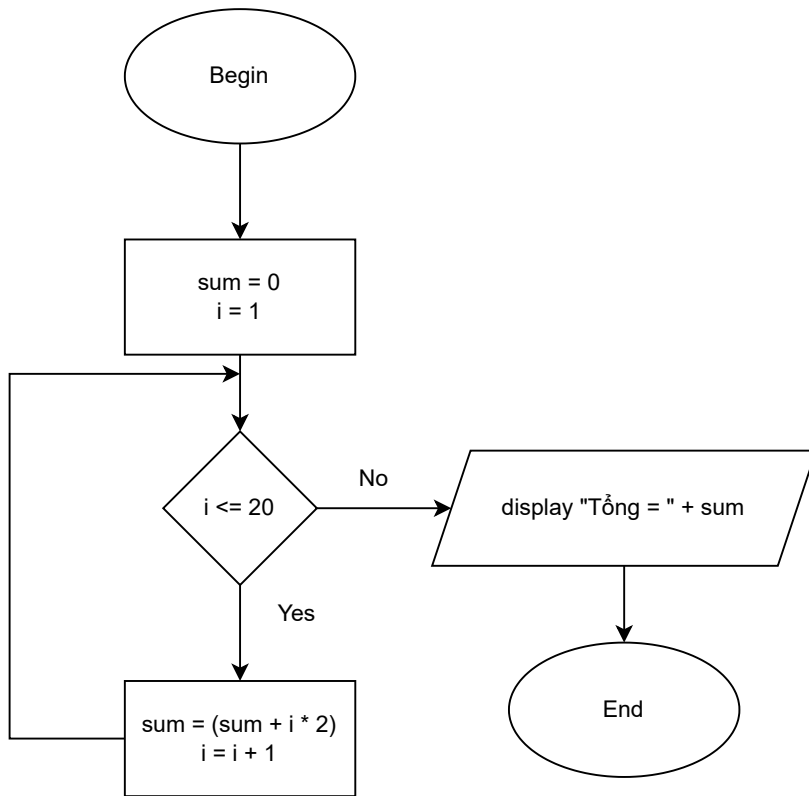 Begin
sum = 0
i = 1
i <= 20
No
display "Tổng = " + sum
Yes
sum = (sum + i * 2)
i = i + 1
End